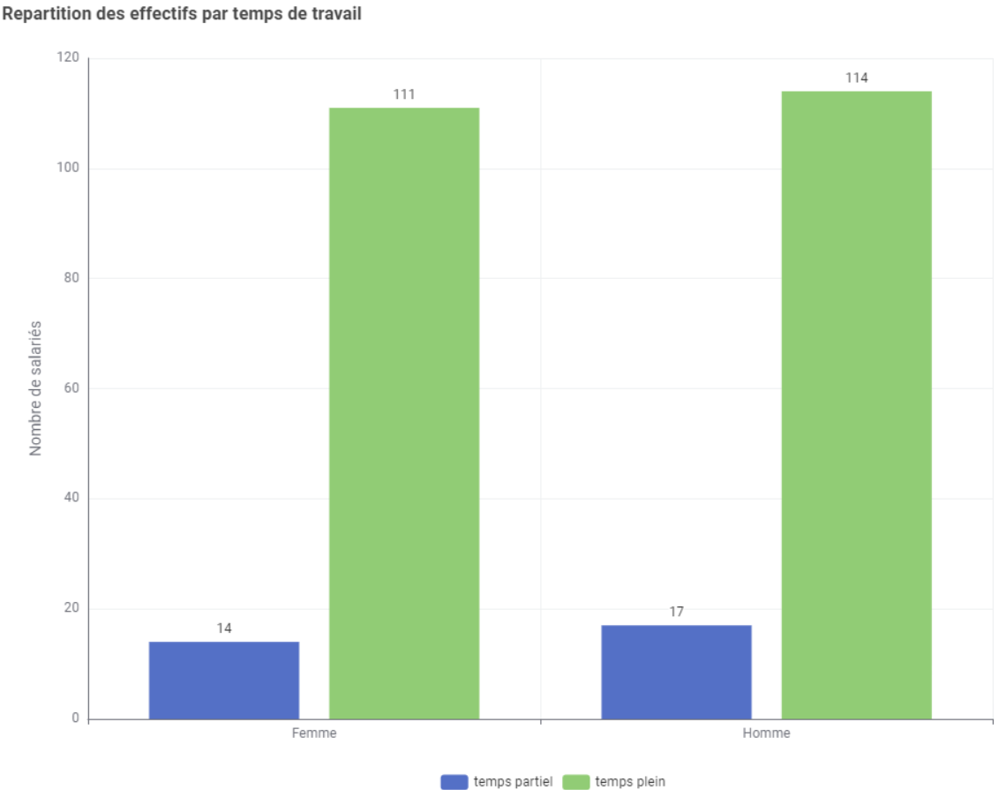 Repartition des effectifs par temps de travail
120
100
80
60
40
20
0
Nombre de salariés
14
111
17
114
Femme
Homme
temps partiel
temps plein